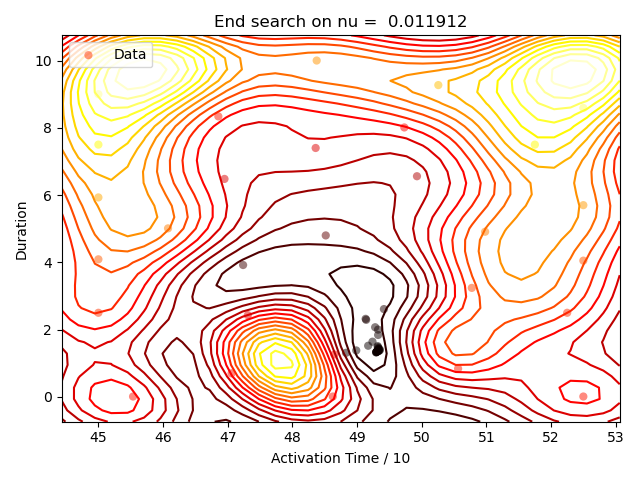 End search on nu =  0.011912
Data
10
8
6
4
2
0
Duration
45 46 47 48 49 50 51 52 53
Activation Time / 10